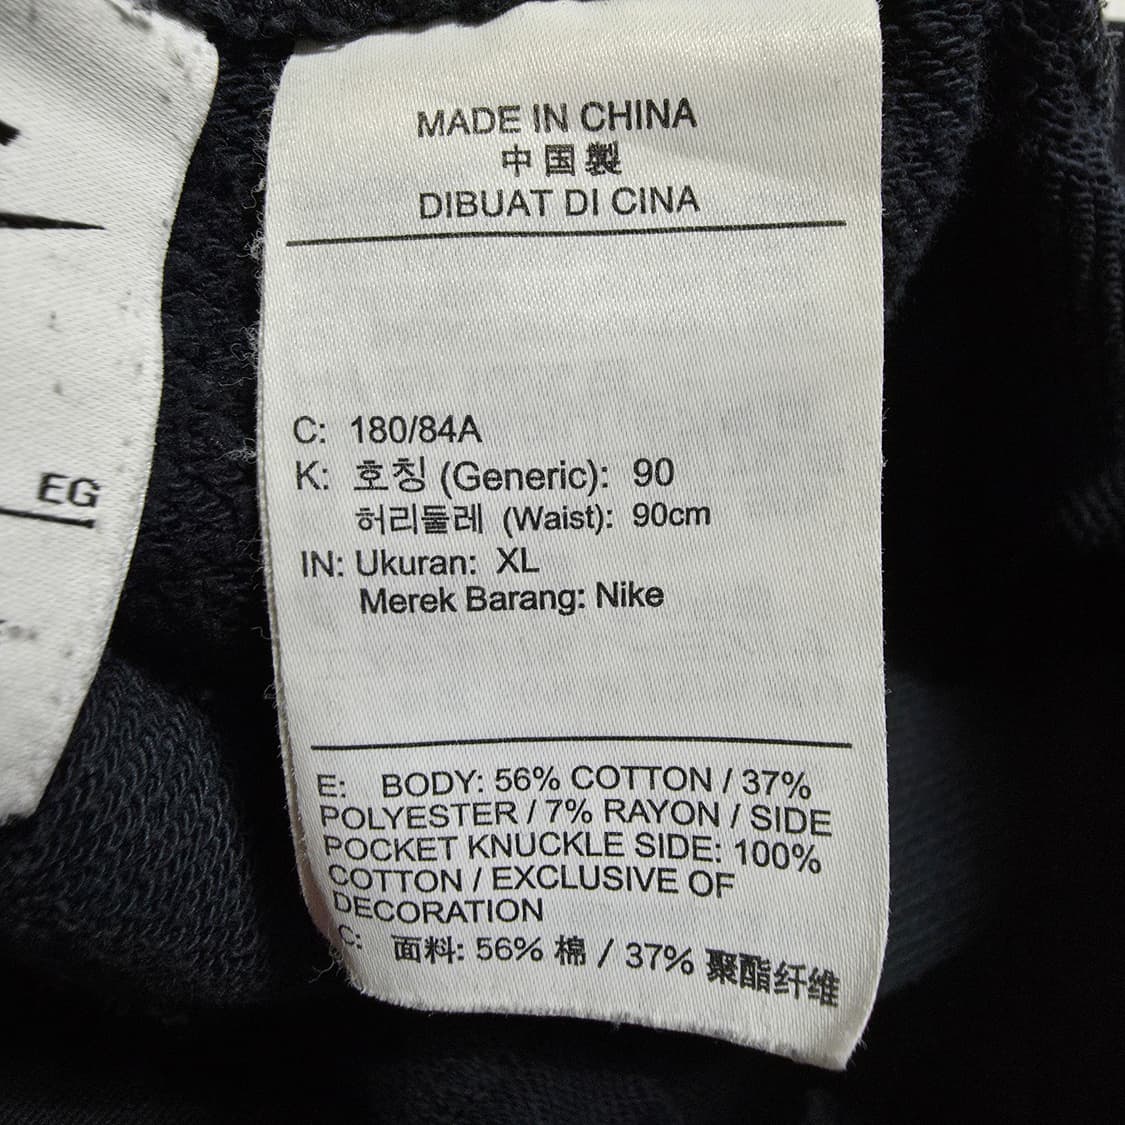 MADE IN CHINA
中国製
DIBUAT DI CINA
EG
C: 180/84A
K: 호칭 (Generic): 90
허리둘레 (Waist): 90cm
IN: Ukuran: XL
Merek Barang: Nike
E: BODY: 56% COTTON / 37%
POLYESTER / 7% RAYON / SIDE
POCKET KNUCKLE SIDE: 100%
COTTON / EXCLUSIVE OF
DECORATION
C: 面料: 56% 棉 / 37% 聚酯纤维